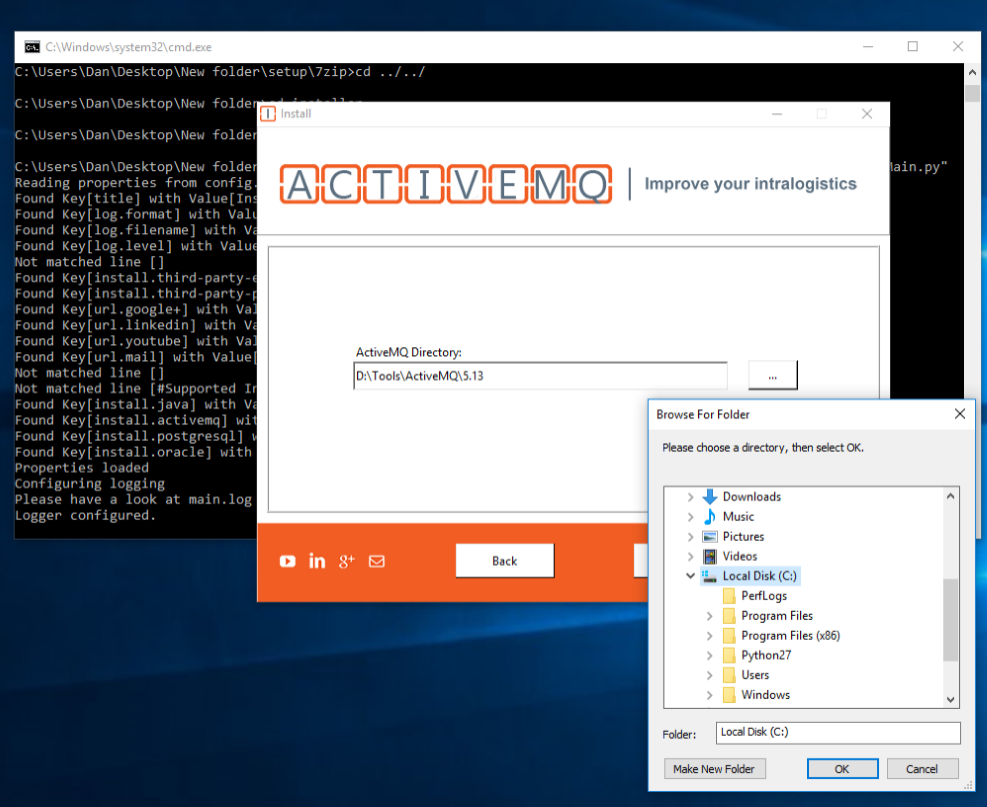 C:\Windows\system32\cmd.exe
C:\Users\Dan\Desktop\New folder\setup\7zip>cd ../../
C:\Users\Dan\Desktop\New folder
C:\Users\Dan\Desktop\New folder
C:\Users\Dan\Desktop\New folder
Main.py"
Reading properties from config.
Found Key[title] with Value[Ins
Found Key[log.format] with Valu
Found Key[log.filename] with Va
Found Key[log.level] with Value
Not matched line []
Found Key[install.third-party-e
Found Key[install.third-party-p
Found Key[url.google+] with Val
Found Key[url.linkedin] with Va
Found Key[url.youtube] with Val
Found Key[url.mail] with Value[
Not matched line []
Not matched line [#Supported In
Found Key[install.java] with Va
Found Key[install.activemq] wit
Found Key[install.postgresql] w
Found Key[install.oracle] with
Properties loaded
Configuring logging
Please have a look at main.log
Logger configured.
Install
ACTIVEMQ | Improve your intralogistics
ActiveMQ Directory:
D:\Tools\ActiveMQ\5.13
...
in g+
Back
Browse For Folder
Please choose a directory, then select OK.
Downloads
Music
Pictures
Videos
Local Disk (C:)
PerfLogs
Program Files
Program Files (x86)
Python27
Users
Windows
Folder: Local Disk (C:)
Make New Folder OK Cancel